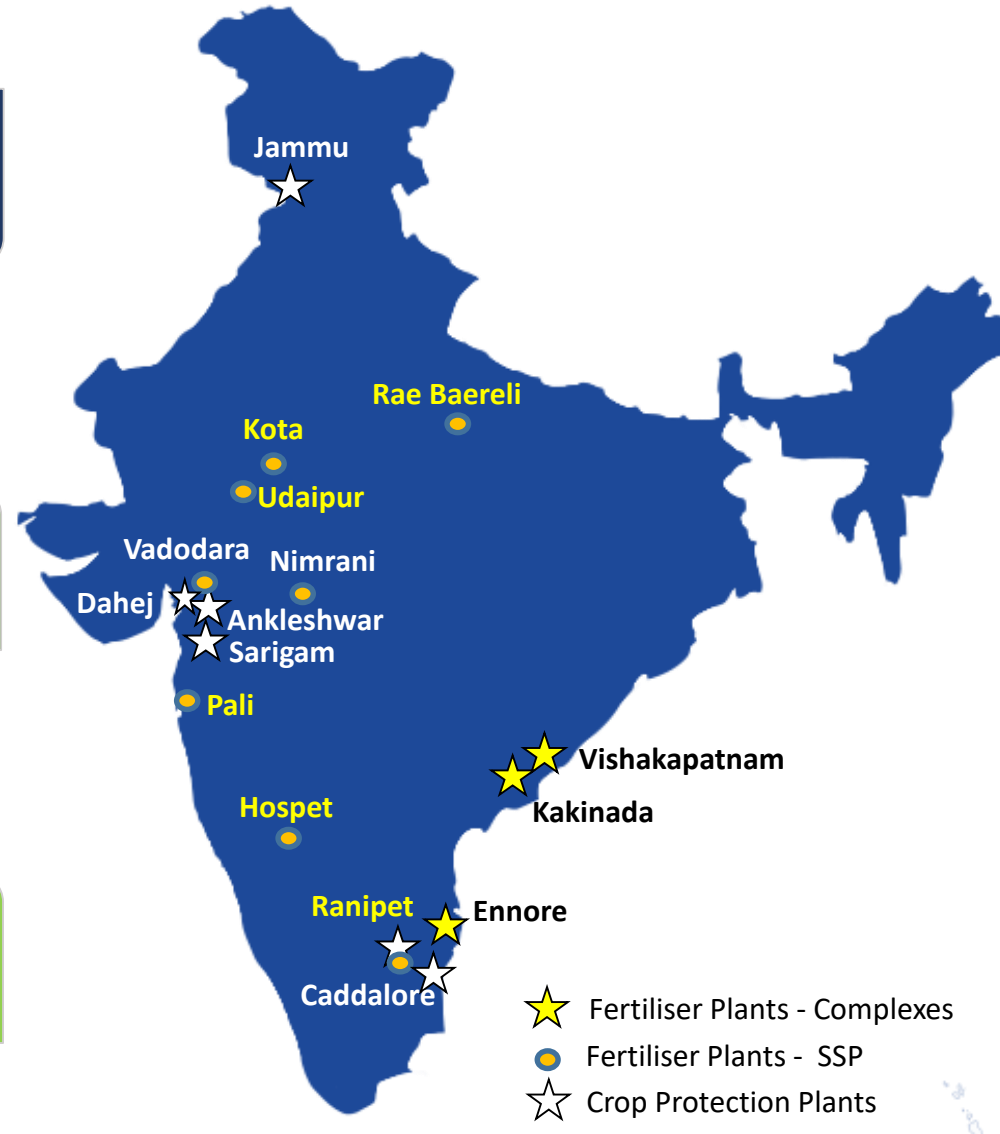 Jammu
Rae Baereli
Kota
Udaipur
Vadodara
Nimrani
Dahej
Ankleshwar
Sarigam
Pali
Vishakapatnam
Kakinada
Hospet
Ranipet
Ennore
Caddalore
Fertiliser Plants - Complexes
Fertiliser Plants - SSP
Crop Protection Plants